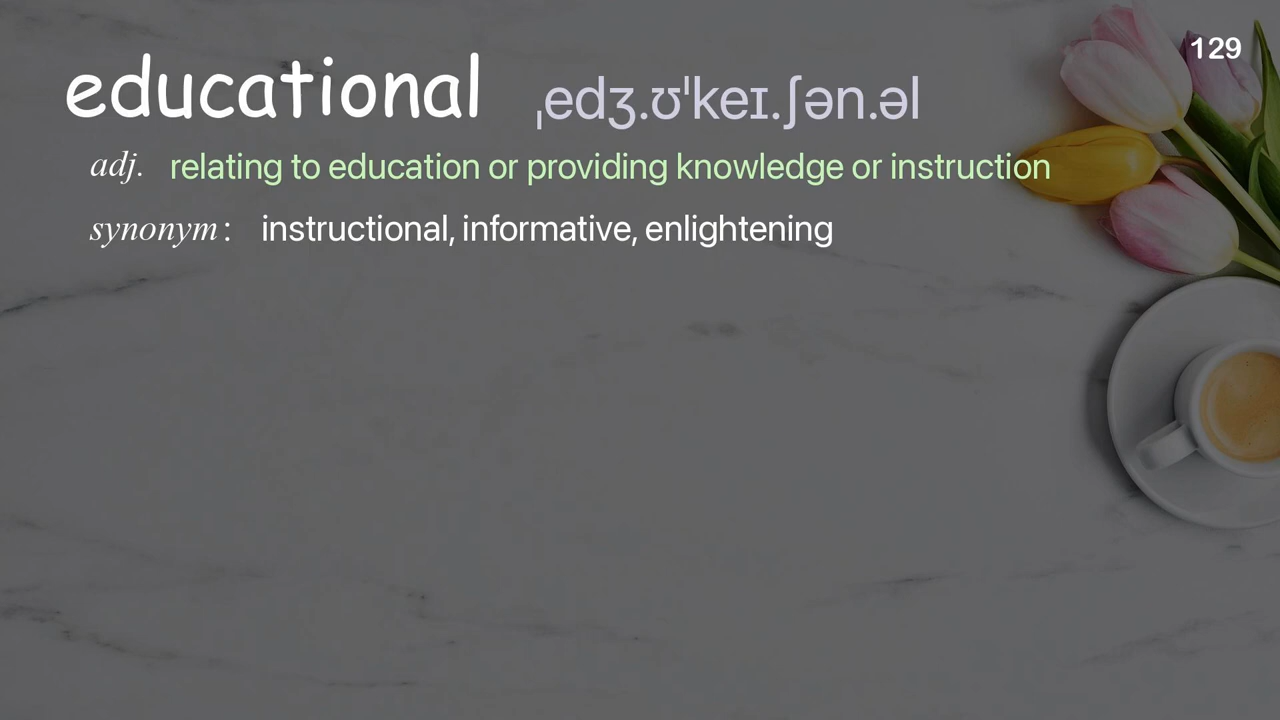 129
educational ˌedʒ.ʊˈkeɪ.ʃən.əl
adj. relating to education or providing knowledge or instruction
synonym: instructional, informative, enlightening